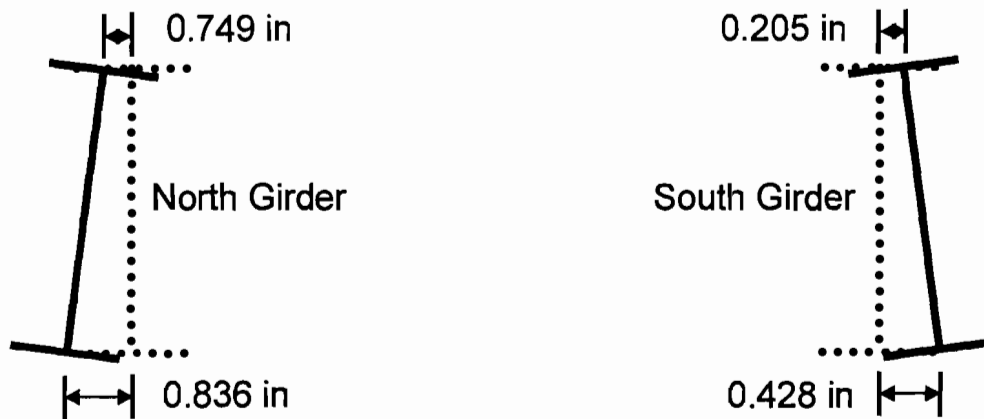 0.749 in
0.205 in
North Girder
South Girder
0.836 in
0.428 in